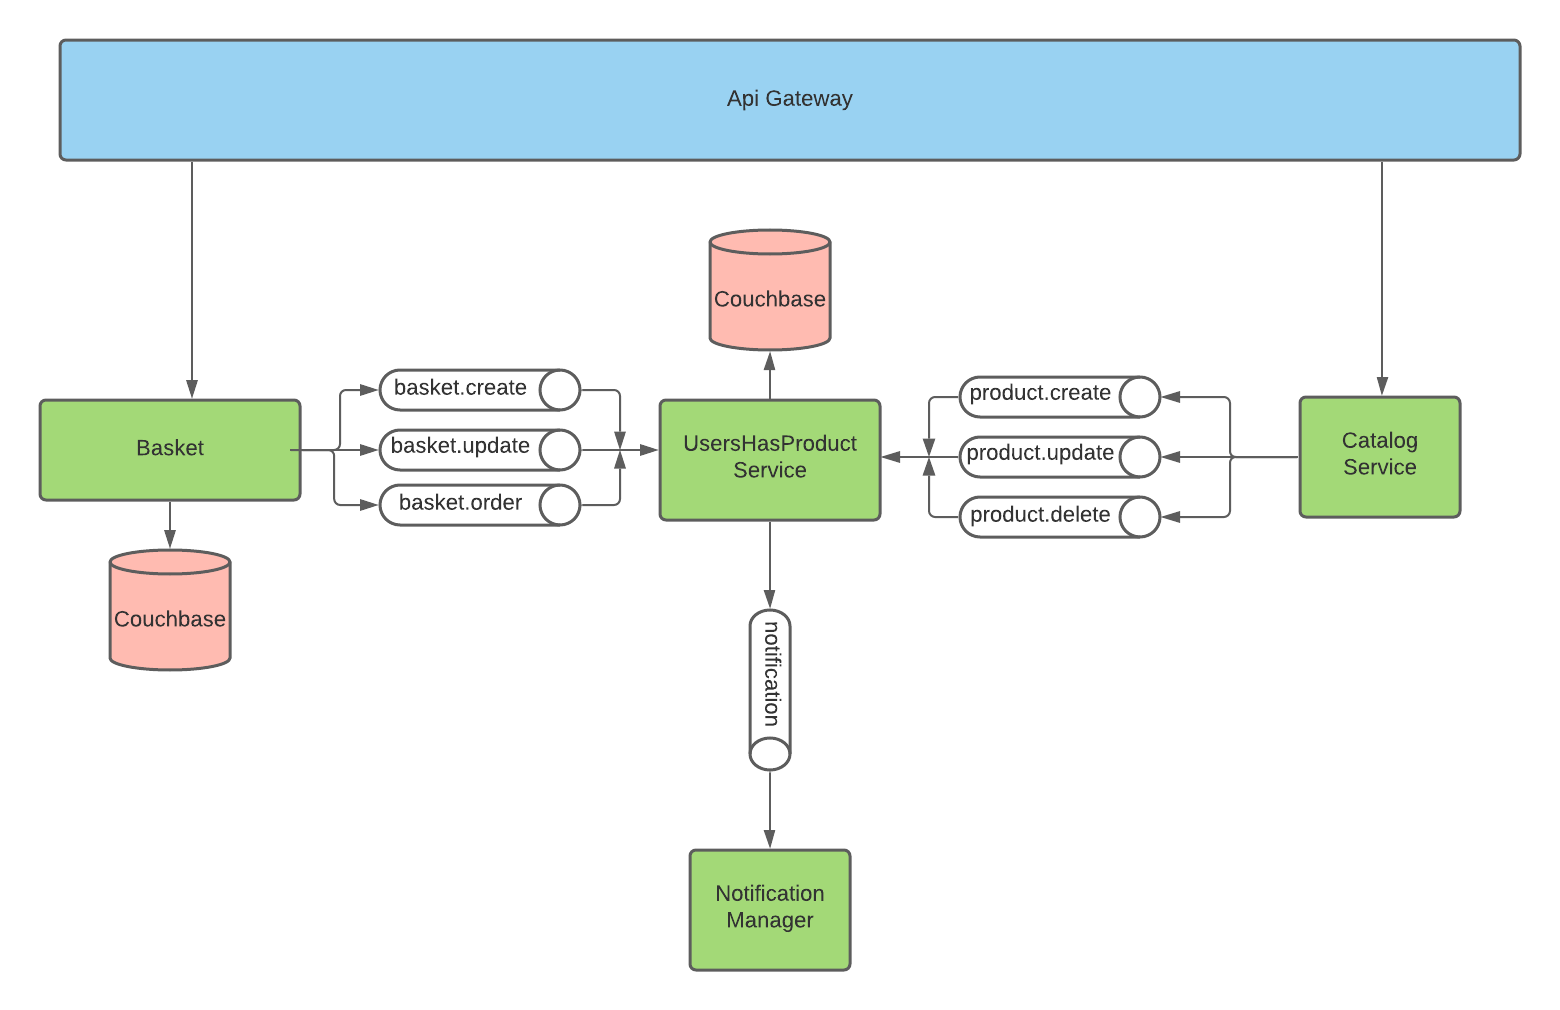 Api Gateway
Couchbase
basket.create
basket.update
basket.order
Basket
UsersHasProduct
Service
product.create
product.update
product.delete
Catalog
Service
Couchbase
notification
Notification
Manager